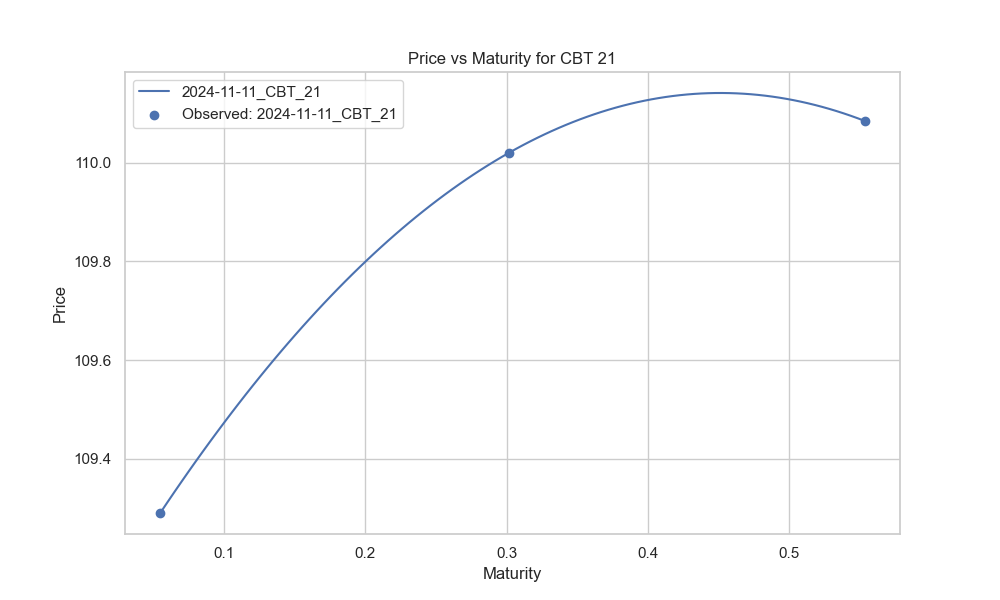 Price vs Maturity for CBT 21
2024-11-11_CBT_21
Observed: 2024-11-11_CBT_21
110.0
109.8
109.6
109.4
Price
0.1
0.2
0.3
0.4
0.5
Maturity